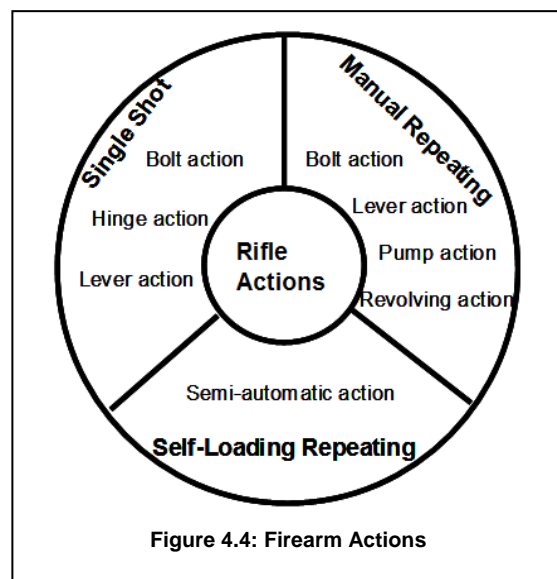 Single Shot
Bolt action
Hinge action
Lever action
Manual Repeating
Bolt action
Lever action
Pump action
Revolving action
Rifle
Actions
Semi-automatic action
Self-Loading Repeating
Figure 4.4: Firearm Actions